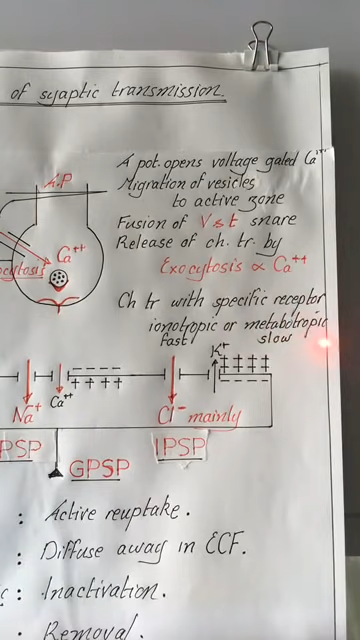 of syaptic transmission.
A.P
A pot. opens voltage gated Ca++
Migration of vesicles
to active zone
Fusion of V & t snare
Release of ch. tr. by
Exocytosis ∝ Ca++
Ca++
ocytosis
Ch tr with specific receptor
ionotropic or metabotropic
fast slow
K+
Na+ Ca++ Cl- mainly
PSP IPSP
GPSP
: Active reuptake.
: Diffuse away in ECF.
: Inactivation.
: Removal.